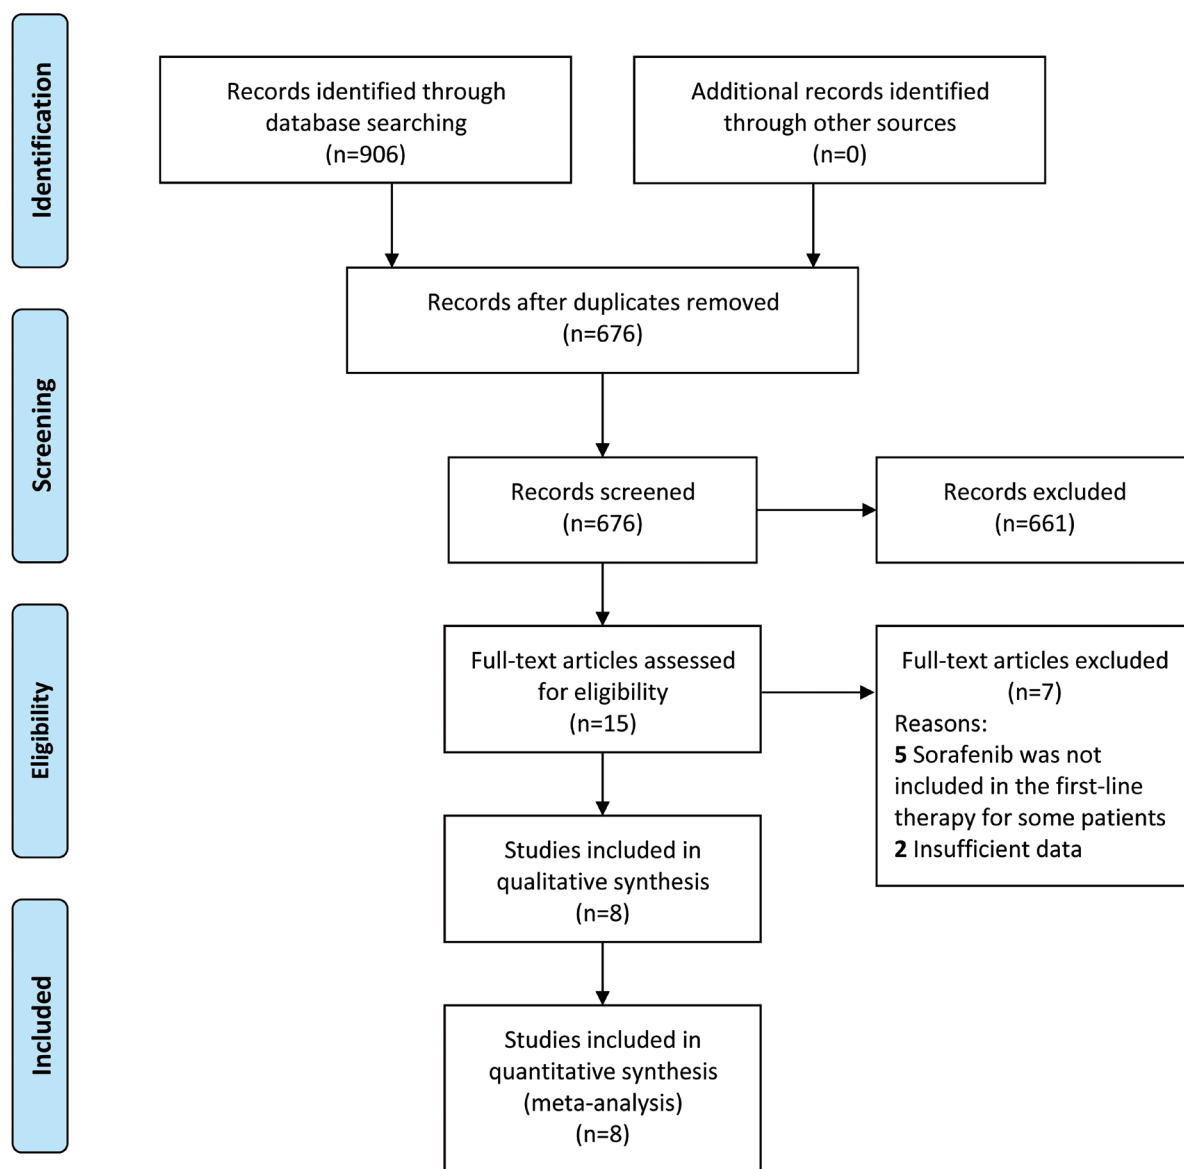 Identification
Records identified through
database searching
(n=906)
Additional records identified
through other sources
(n=0)
Records after duplicates removed
(n=676)
Screening
Records screened
(n=676)
Records excluded
(n=661)
Eligibility
Full-text articles assessed
for eligibility
(n=15)
Full-text articles excluded
(n=7)
Reasons:
5 Sorafenib was not
included in the first-line
therapy for some patients
2 Insufficient data
Studies included in
qualitative synthesis
(n=8)
Included
Studies included in
quantitative synthesis
(meta-analysis)
(n=8)